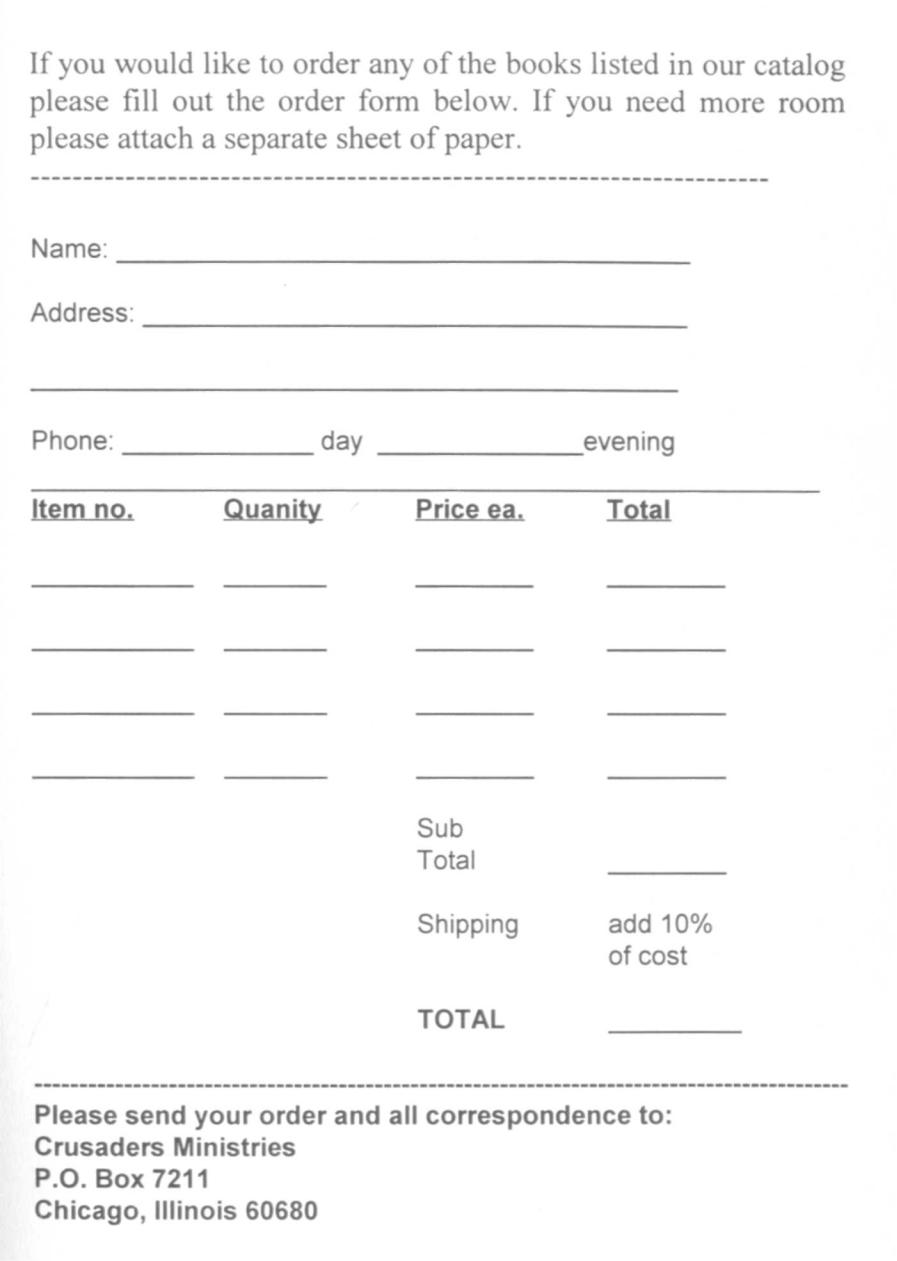 If you would like to order any of the books listed in our catalog
please fill out the order form below. If you need more room
please attach a separate sheet of paper.
Name:
Address:
Phone: day evening
Item no. Quanity Price ea. Total
Sub
Total
Shipping add 10%
of cost
TOTAL
Please send your order and all correspondence to:
Crusaders Ministries
P.O. Box 7211
Chicago, Illinois 60680